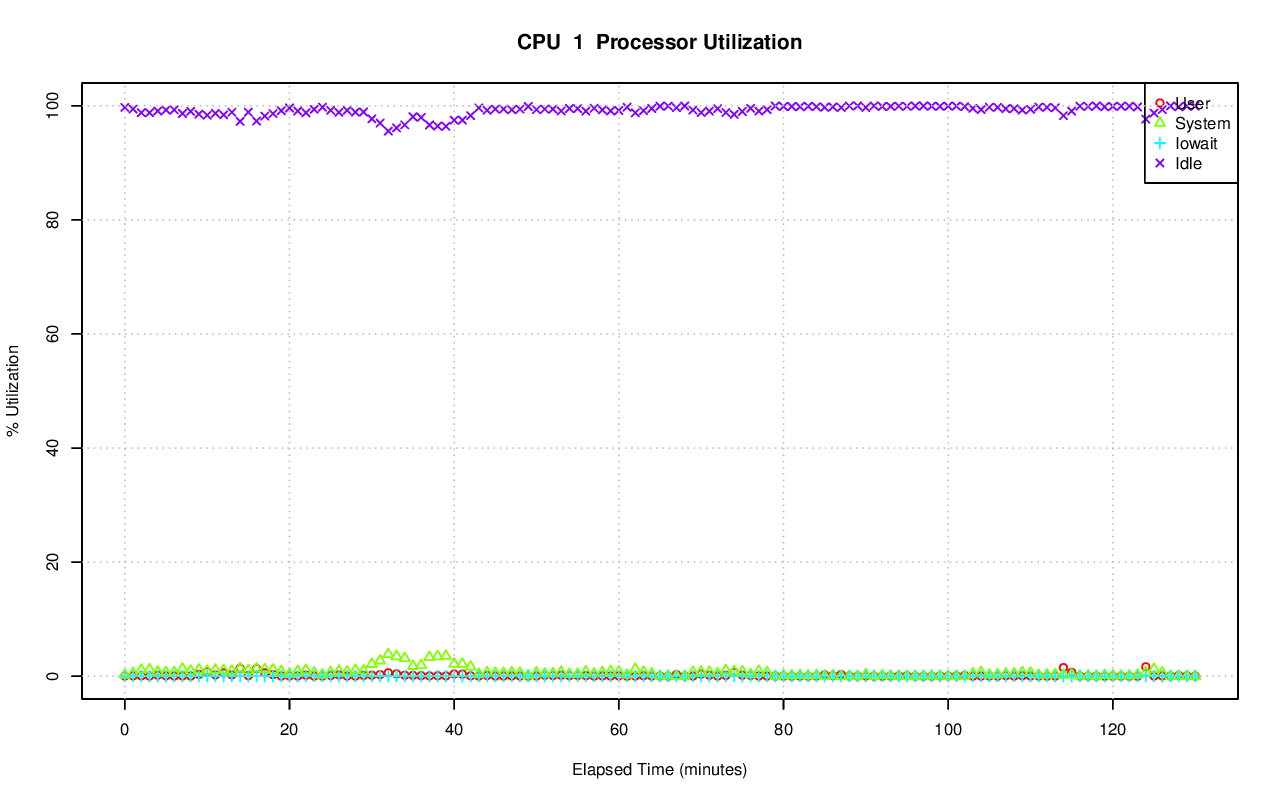 CPU  1  Processor Utilization
% Utilization
100
80
60
40
20
0
User
System
Iowait
Idle
0 20 40 60 80 100 120
Elapsed Time (minutes)